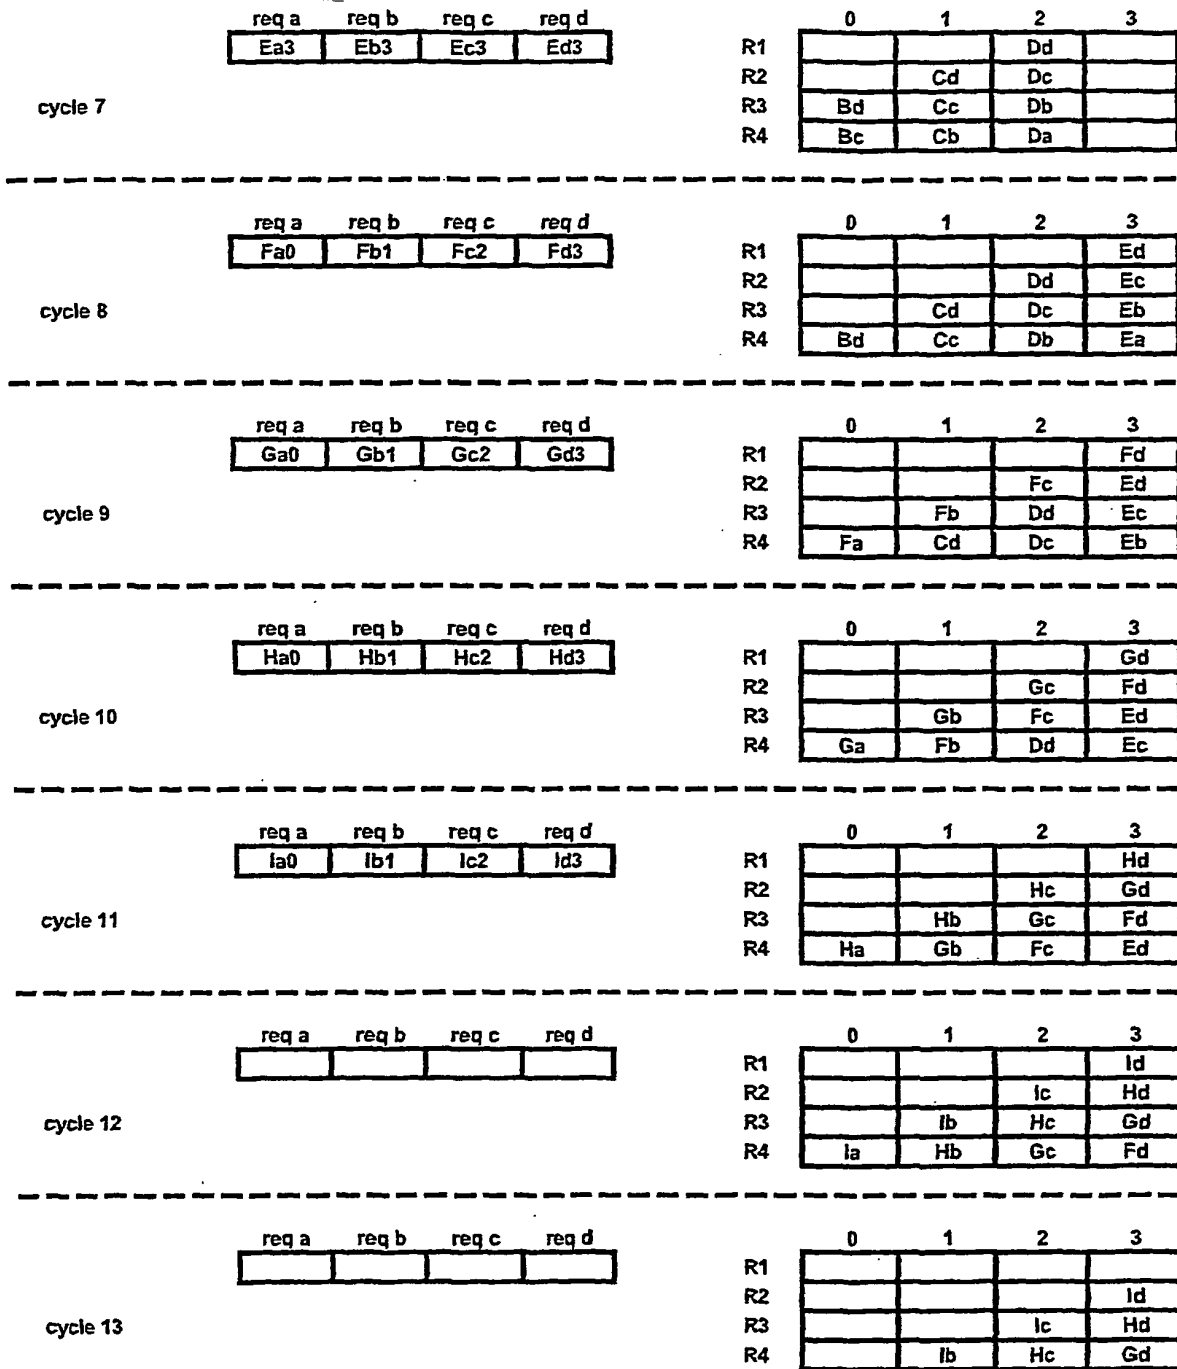 req a req b req c req d 0 1 2 3
Ea3 Eb3 Ec3 Ed3 R1 Dd
R2 Cd Dc
cycle 7 R3 Bd Cc Db
R4 Bc Cb Da
req a req b req c req d 0 1 2 3
Fa0 Fb1 Fc2 Fd3 R1 Ed
R2 Dd Ec
cycle 8 R3 Cd Dc Eb
R4 Bd Cc Db Ea
req a req b req c req d 0 1 2 3
Ga0 Gb1 Gc2 Gd3 R1 Fd
R2 Fc Ed
cycle 9 R3 Fb Dd Ec
R4 Fa Cd Dc Eb
req a req b req c req d 0 1 2 3
Ha0 Hb1 Hc2 Hd3 R1 Gd
R2 Gc Fd
cycle 10 R3 Gb Fc Ed
R4 Ga Fb Dd Ec
req a req b req c req d 0 1 2 3
Ia0 Ib1 Ic2 Id3 R1 Hd
R2 Hc Gd
cycle 11 R3 Hb Gc Fd
R4 Ha Gb Fc Ed
req a req b req c req d 0 1 2 3
R1 Id
R2 Ic Hd
cycle 12 R3 Ib Hc Gd
R4 Ia Hb Gc Fd
req a req b req c req d 0 1 2 3
R1
R2 Id
cycle 13 R3 Ic Hd
R4 Ib Hc Gd